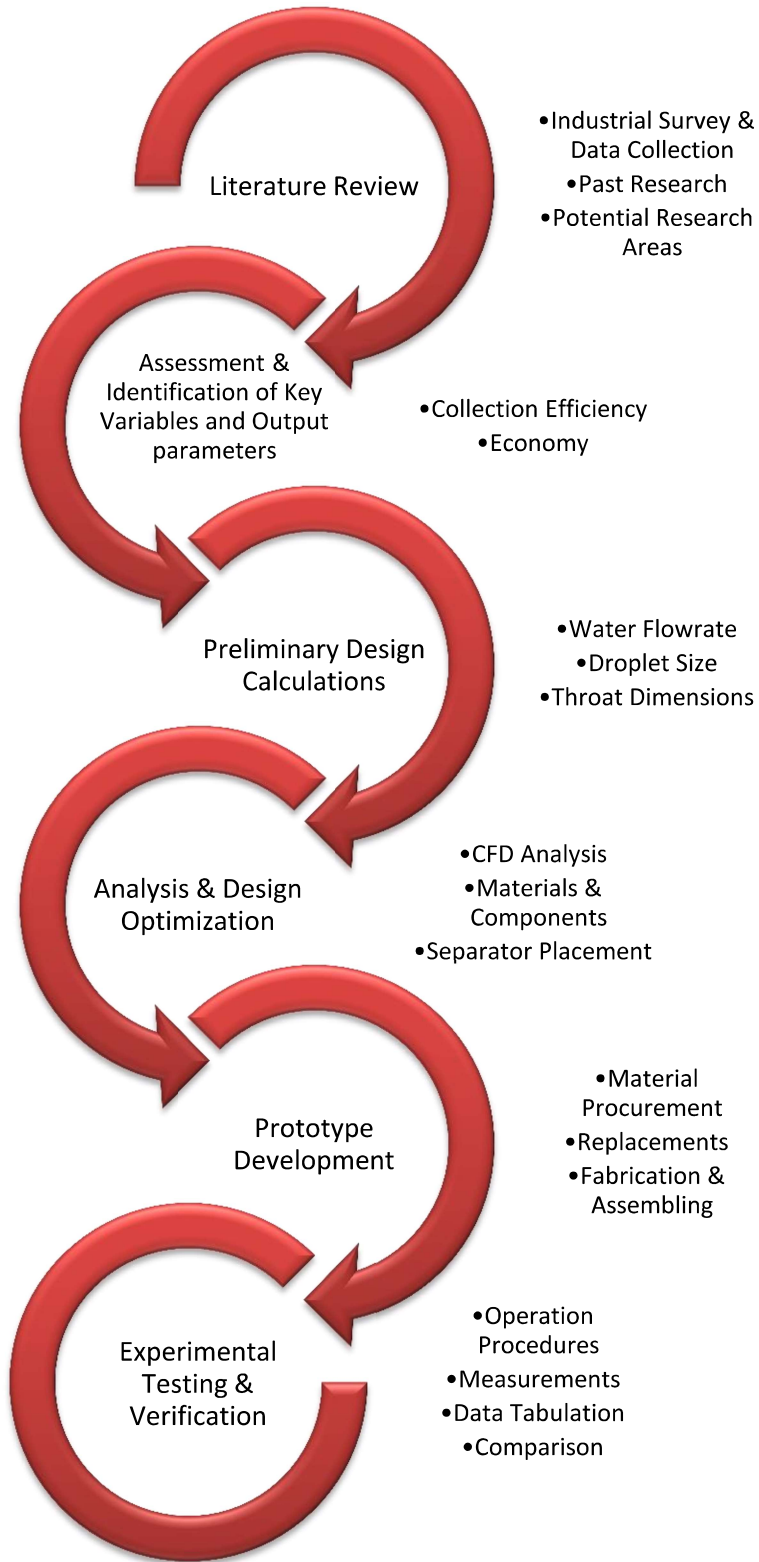 Literature Review
•Industrial Survey &
Data Collection
•Past Research
•Potential Research
Areas
Assessment &
Identification of Key
Variables and Output
parameters
•Collection Efficiency
•Economy
Preliminary Design
Calculations
•Water Flowrate
•Droplet Size
•Throat Dimensions
Analysis & Design
Optimization
•CFD Analysis
•Materials &
Components
•Separator Placement
Prototype
Development
•Material
Procurement
•Replacements
•Fabrication &
Assembling
Experimental
Testing &
Verification
•Operation
Procedures
•Measurements
•Data Tabulation
•Comparison